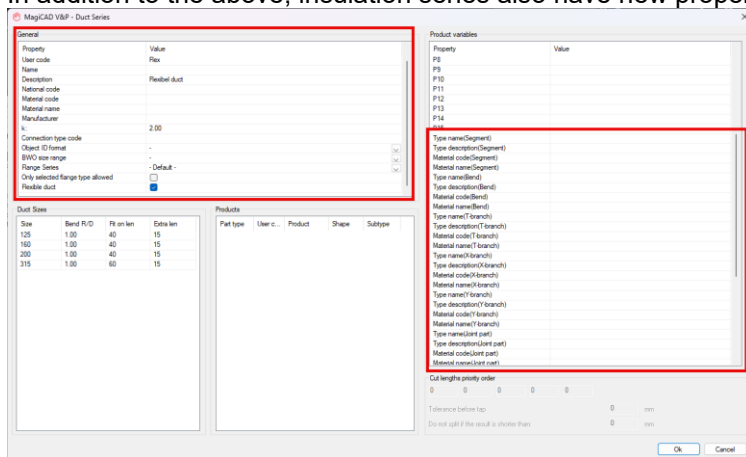 In addition to the above, insulation series also have new proper
MagiCAD V&P - Duct Series
General
Property Value
User code Flex
Name
Description Flexibel duct
National code
Material code
Material name
Manufacturer
k: 2.00
Connection type code
Object ID format -
BWO size range -
Flange Series - Default -
Only selected flange type allowed
Flexible duct
Duct Sizes
Size Bend R/D Fit on len Extra len
125 1.00 40 15
160 1.00 40 15
200 1.00 40 15
315 1.00 60 15
Products
Part type User c... Product Shape Subtype
Product variables
Property Value
P8
P9
P10
P11
P12
P13
P14
P15
Type name(Segment)
Type description(Segment)
Material code(Segment)
Material name(Segment)
Type name(Bend)
Type description(Bend)
Material code(Bend)
Material name(Bend)
Type name(T-branch)
Type description(T-branch)
Material code(T-branch)
Material name(T-branch)
Type name(X-branch)
Type description(X-branch)
Material code(X-branch)
Material name(X-branch)
Type name(Y-branch)
Type description(Y-branch)
Material code(Y-branch)
Material name(Y-branch)
Type name(Joint part)
Type description(Joint part)
Material code(Joint part)
Material name(Joint part)
Cut lengths priority order
0 0 0 0 0
Tolerance before tap 0 mm
Do not split if the result is shorter than 0 mm
Ok Cancel